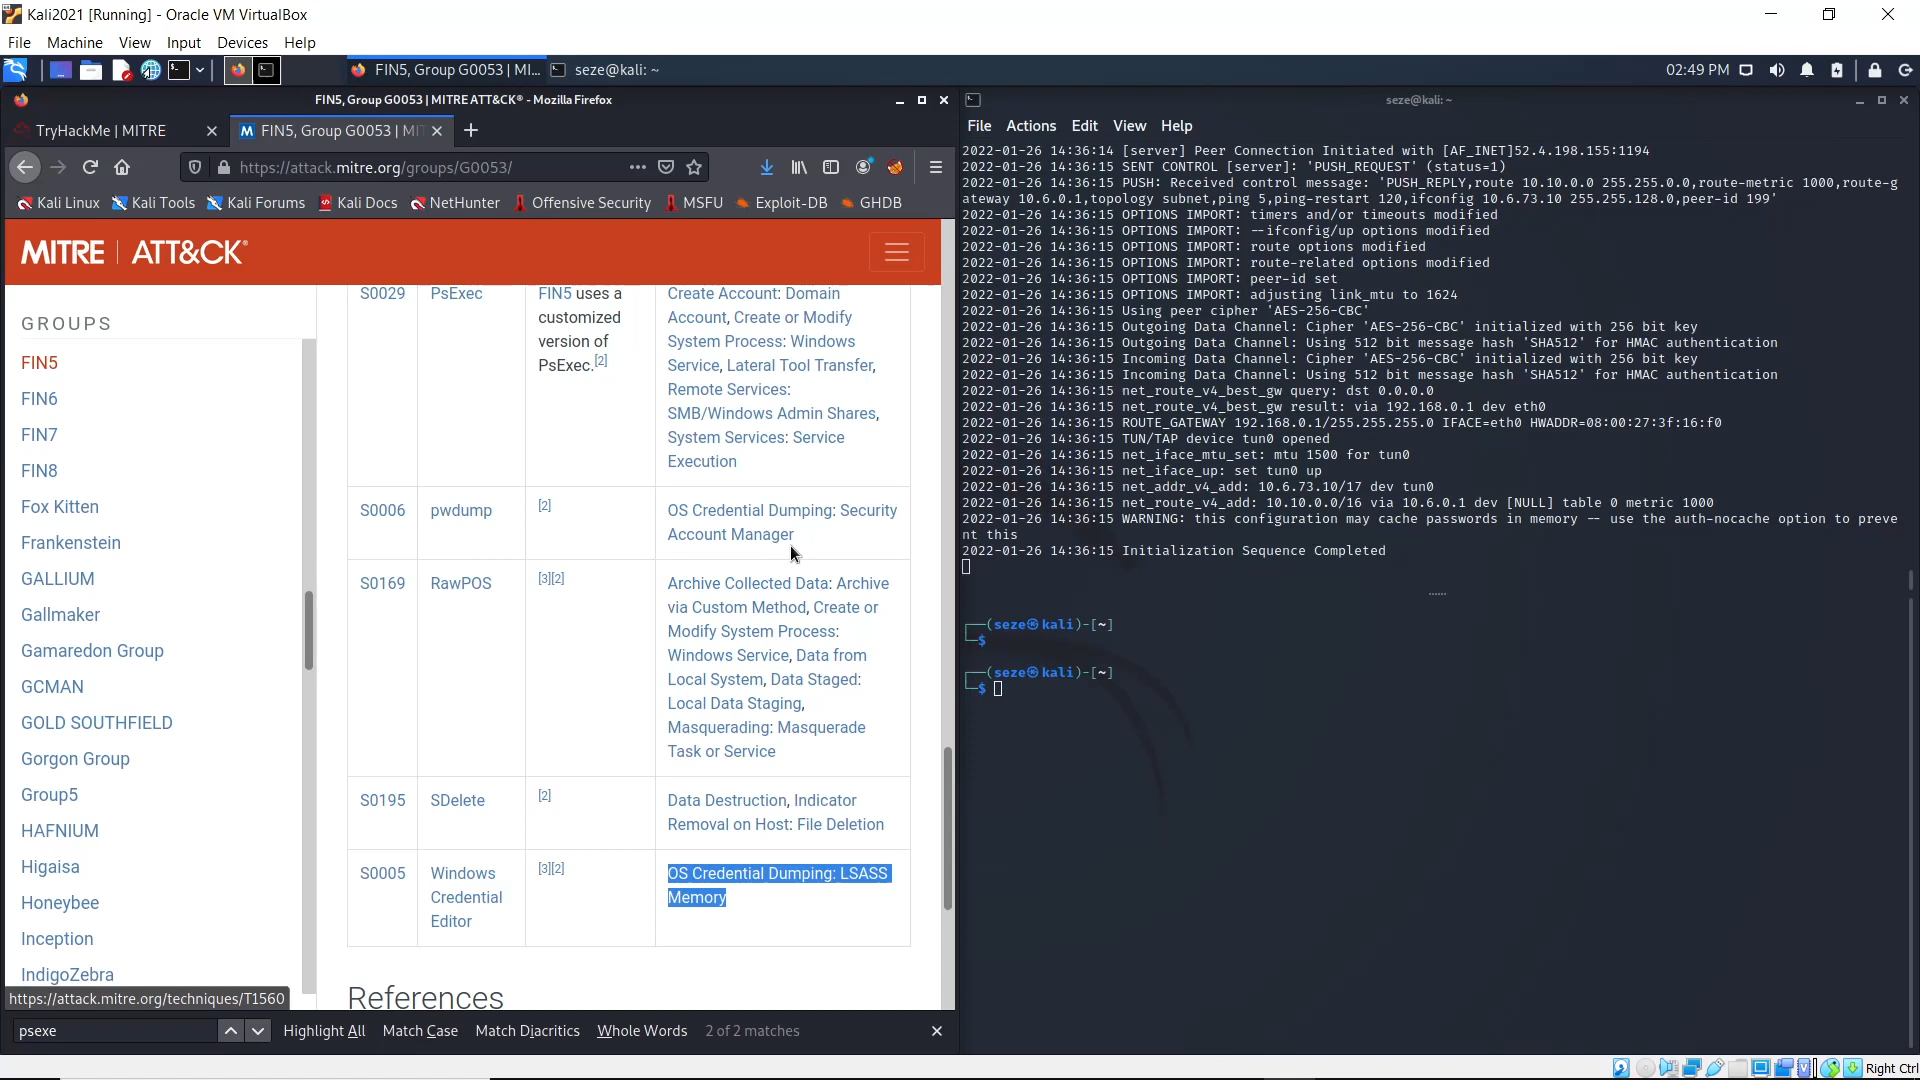 Kali2021 [Running] - Oracle VM VirtualBox
File Machine View Input Devices Help
FIN5, Group G0053 | MI... seze@kali: ~ 02:49 PM
FIN5, Group G0053 | MITRE ATT&CK® - Mozilla Firefox
TryHackMe | MITRE FIN5, Group G0053 | MIT
https://attack.mitre.org/groups/G0053/
Kali Linux Kali Tools Kali Forums Kali Docs NetHunter Offensive Security MSFU Exploit-DB GHDB
MITRE | ATT&CK®
GROUPS
FIN5
FIN6
FIN7
FIN8
Fox Kitten
Frankenstein
GALLIUM
Gallmaker
Gamaredon Group
GCMAN
GOLD SOUTHFIELD
Gorgon Group
Group5
HAFNIUM
Higaisa
Honeybee
Inception
IndigoZebra
https://attack.mitre.org/techniques/T1560
S0029 PsExec FIN5 uses a Create Account: Domain
customized Account, Create or Modify
version of System Process: Windows
PsExec.[2] Service, Lateral Tool Transfer,
Remote Services:
SMB/Windows Admin Shares,
System Services: Service
Execution
S0006 pwdump [2] OS Credential Dumping: Security
Account Manager
S0169 RawPOS [3][2] Archive Collected Data: Archive
via Custom Method, Create or
Modify System Process:
Windows Service, Data from
Local System, Data Staged:
Local Data Staging,
Masquerading: Masquerade
Task or Service
S0195 SDelete [2] Data Destruction, Indicator
Removal on Host: File Deletion
S0005 Windows [3][2] OS Credential Dumping: LSASS
Credential Memory
Editor
References
psexe Highlight All Match Case Match Diacritics Whole Words 2 of 2 matches
seze@kali: ~
File Actions Edit View Help
2022-01-26 14:36:14 [server] Peer Connection Initiated with [AF_INET]52.4.198.155:1194
2022-01-26 14:36:15 SENT CONTROL [server]: 'PUSH_REQUEST' (status=1)
2022-01-26 14:36:15 PUSH: Received control message: 'PUSH_REPLY,route 10.10.0.0 255.255.0.0,route-metric 1000,route-g
ateway 10.6.0.1,topology subnet,ping 5,ping-restart 120,ifconfig 10.6.73.10 255.255.128.0,peer-id 199'
2022-01-26 14:36:15 OPTIONS IMPORT: timers and/or timeouts modified
2022-01-26 14:36:15 OPTIONS IMPORT: --ifconfig/up options modified
2022-01-26 14:36:15 OPTIONS IMPORT: route options modified
2022-01-26 14:36:15 OPTIONS IMPORT: route-related options modified
2022-01-26 14:36:15 OPTIONS IMPORT: peer-id set
2022-01-26 14:36:15 OPTIONS IMPORT: adjusting link_mtu to 1624
2022-01-26 14:36:15 Using peer cipher 'AES-256-CBC'
2022-01-26 14:36:15 Outgoing Data Channel: Cipher 'AES-256-CBC' initialized with 256 bit key
2022-01-26 14:36:15 Outgoing Data Channel: Using 512 bit message hash 'SHA512' for HMAC authentication
2022-01-26 14:36:15 Incoming Data Channel: Cipher 'AES-256-CBC' initialized with 256 bit key
2022-01-26 14:36:15 Incoming Data Channel: Using 512 bit message hash 'SHA512' for HMAC authentication
2022-01-26 14:36:15 net_route_v4_best_gw query: dst 0.0.0.0
2022-01-26 14:36:15 net_route_v4_best_gw result: via 192.168.0.1 dev eth0
2022-01-26 14:36:15 ROUTE_GATEWAY 192.168.0.1/255.255.255.0 IFACE=eth0 HWADDR=08:00:27:3f:16:f0
2022-01-26 14:36:15 TUN/TAP device tun0 opened
2022-01-26 14:36:15 net_iface_mtu_set: mtu 1500 for tun0
2022-01-26 14:36:15 net_iface_up: set tun0 up
2022-01-26 14:36:15 net_addr_v4_add: 10.6.73.10/17 dev tun0
2022-01-26 14:36:15 net_route_v4_add: 10.10.0.0/16 via 10.6.0.1 dev [NULL] table 0 metric 1000
2022-01-26 14:36:15 WARNING: this configuration may cache passwords in memory -- use the auth-nocache option to preve
nt this
2022-01-26 14:36:15 Initialization Sequence Completed
┌──(seze㉿kali)-[~]
└─$
┌──(seze㉿kali)-[~]
└─$
Right Ctrl